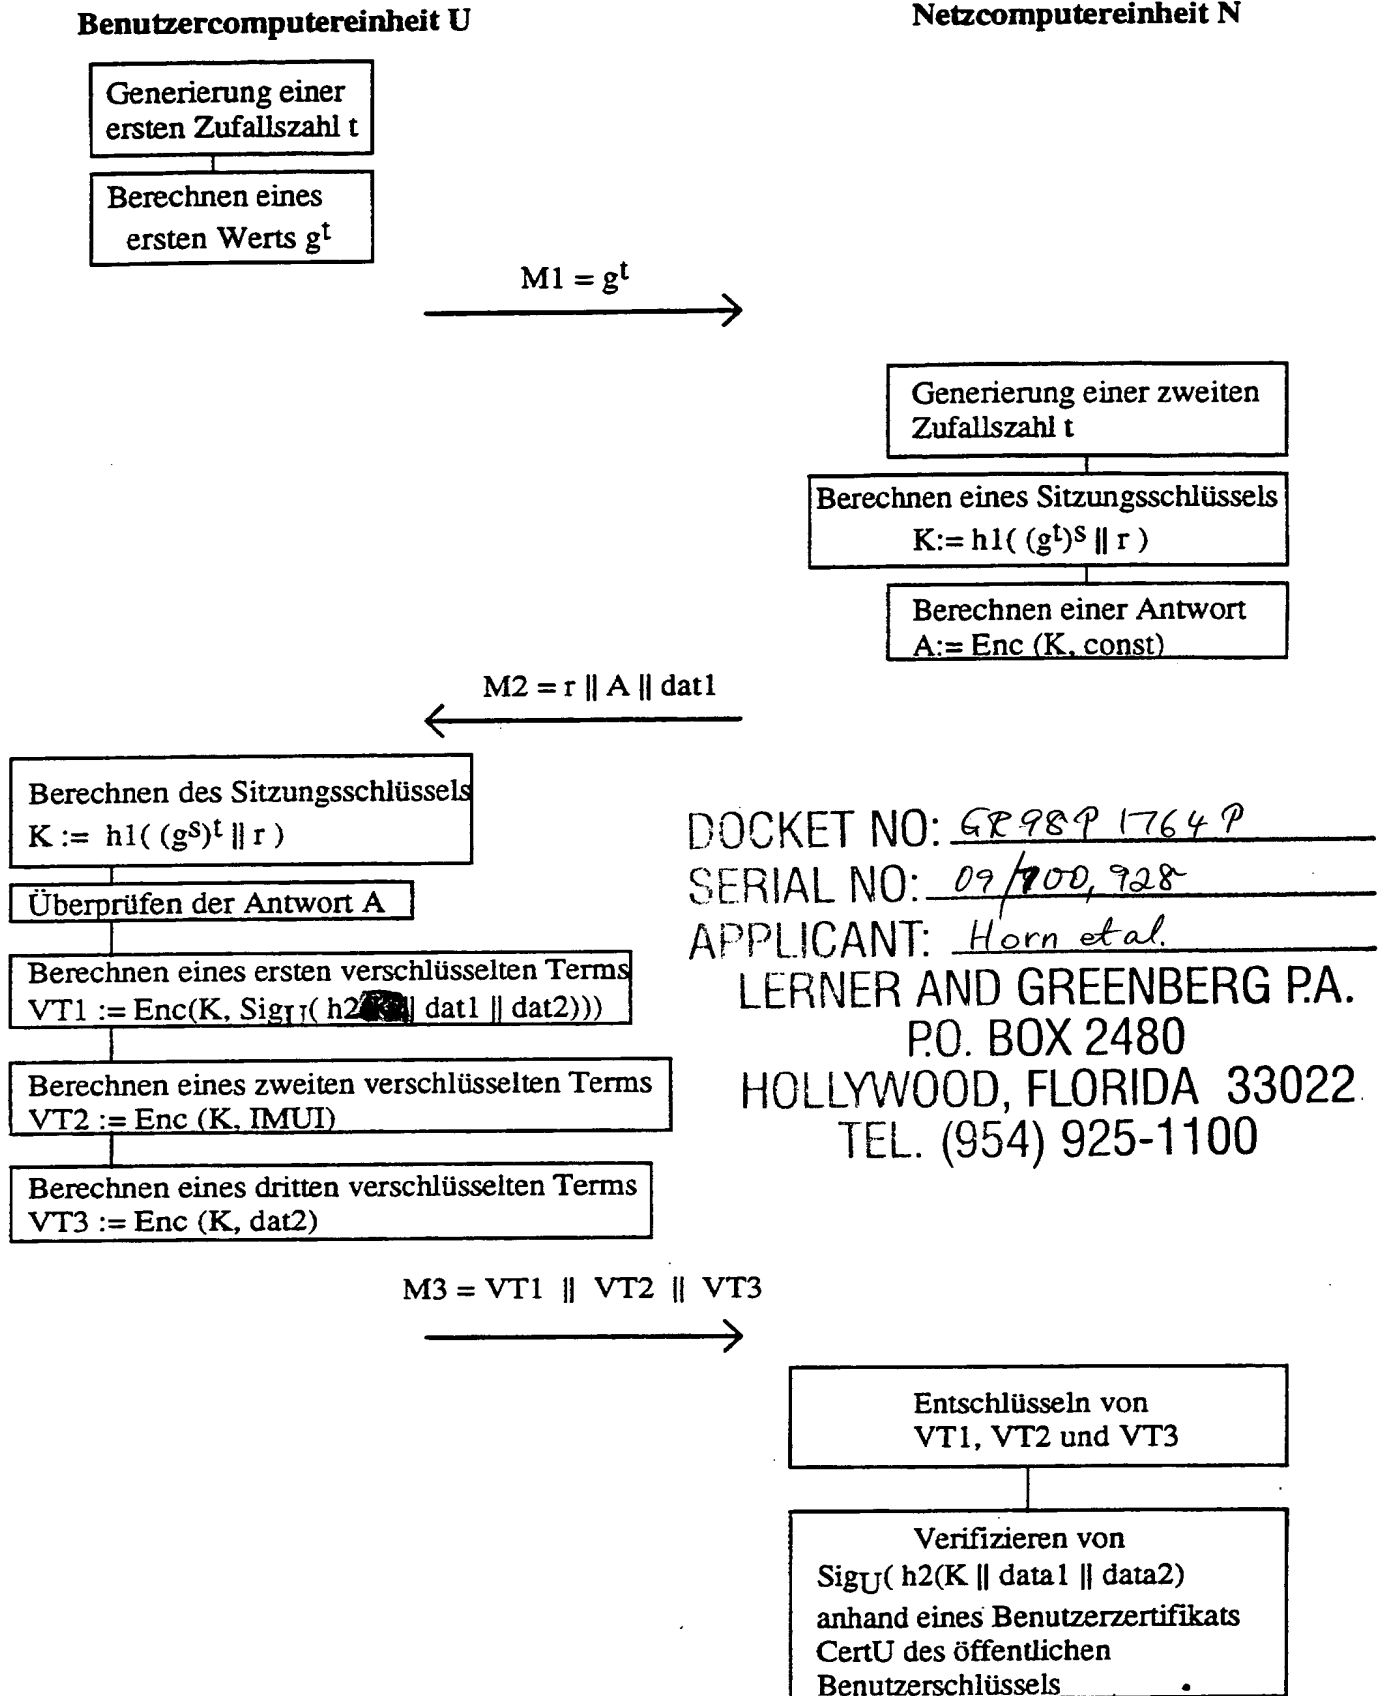 Benutzercomputereinheit U
Netzcomputereinheit N
Generierung einer
ersten Zufallszahl t
Berechnen eines
ersten Werts g^t
M1 = g^t
Generierung einer zweiten
Zufallszahl t
Berechnen eines Sitzungsschlüssels
K:= h1( (g^t)^s || r )
Berechnen einer Antwort
A:= Enc (K, const)
M2 = r || A || dat1
Berechnen des Sitzungsschlüssels
K := h1( (g^s)^t || r )
Überprüfen der Antwort A
Berechnen eines ersten verschlüsselten Terms
VT1 := Enc(K, Sig_U( h2 || dat1 || dat2)))
Berechnen eines zweiten verschlüsselten Terms
VT2 := Enc (K, IMUI)
Berechnen eines dritten verschlüsselten Terms
VT3 := Enc (K, dat2)
DOCKET NO: GR 98 P 1764 P
SERIAL NO: 09/700,928
APPLICANT: Horn et al.
LERNER AND GREENBERG P.A.
P.O. BOX 2480
HOLLYWOOD, FLORIDA 33022
TEL. (954) 925-1100
M3 = VT1 || VT2 || VT3
Entschlüsseln von
VT1, VT2 und VT3
Verifizieren von
Sig_U( h2(K || data1 || data2)
anhand eines Benutzerzertifikats
CertU des öffentlichen
Benutzerschlüssels